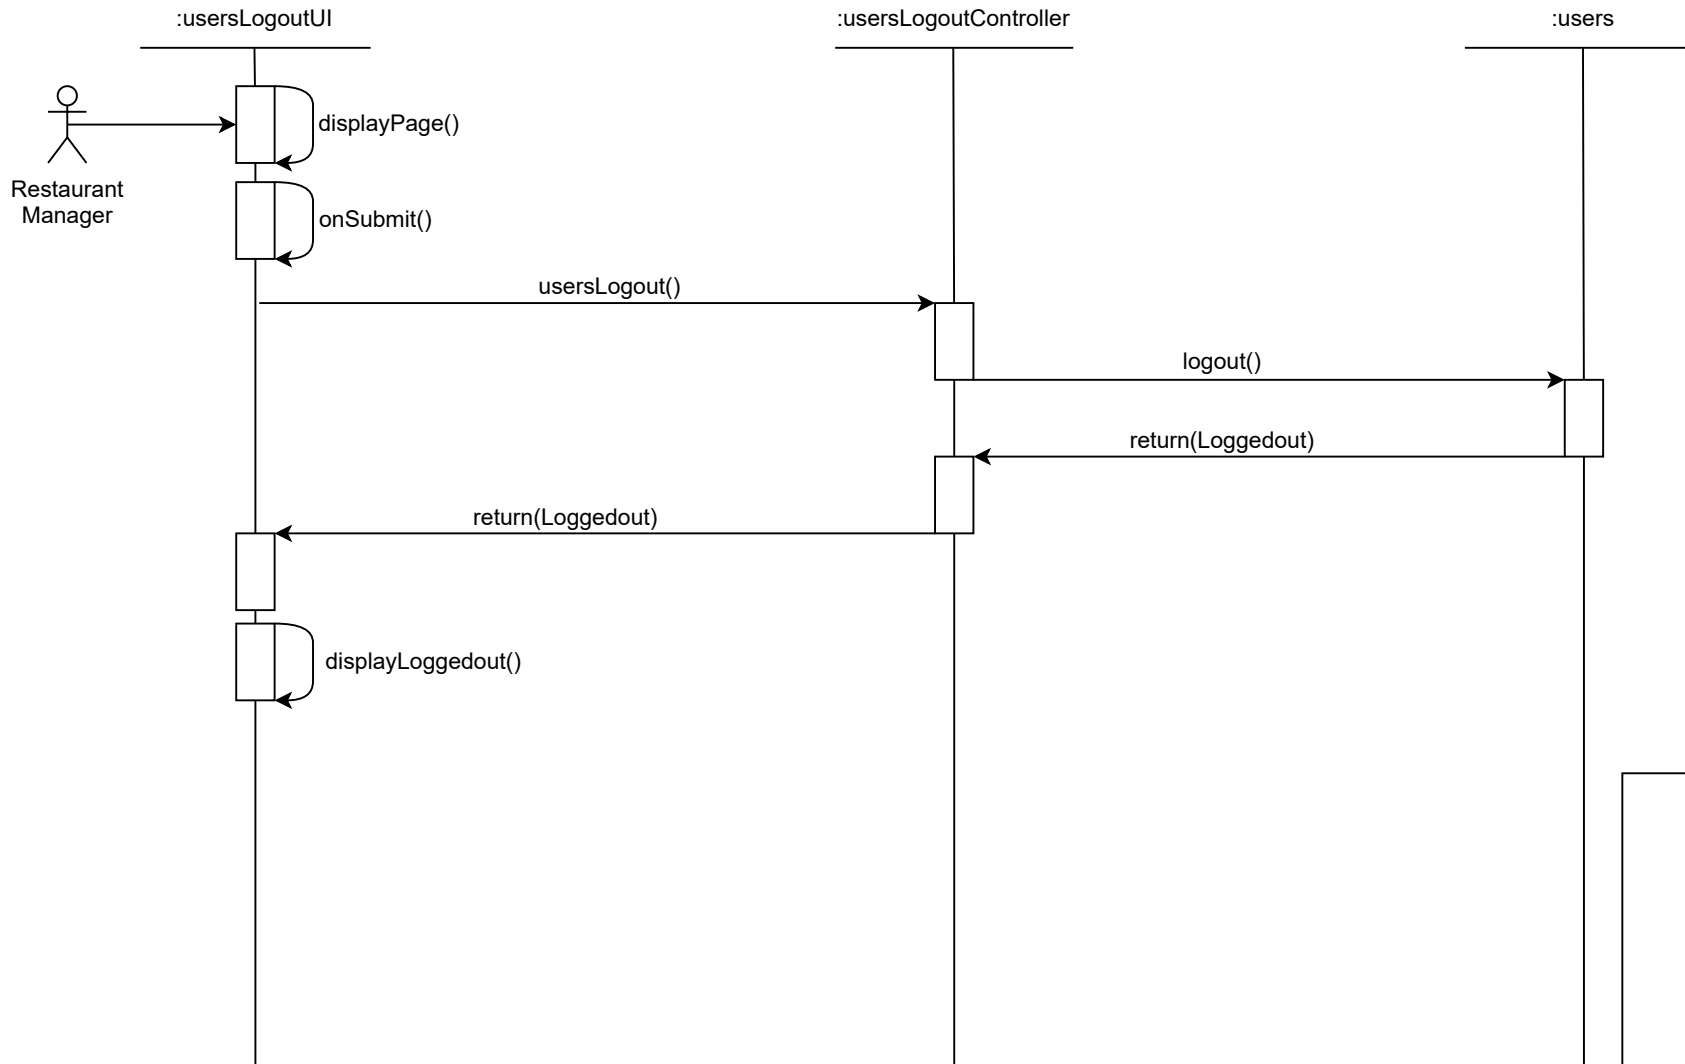 :usersLogoutUI
:usersLogoutController
:users
displayPage()
Restaurant
Manager
onSubmit()
usersLogout()
logout()
return(Loggedout)
return(Loggedout)
displayLoggedout()